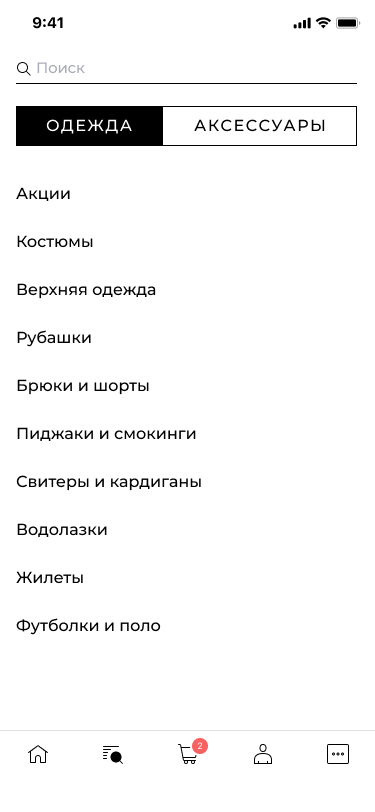 9:41
Поиск
ОДЕЖДА АКСЕССУАРЫ
Акции
Костюмы
Верхняя одежда
Рубашки
Брюки и шорты
Пиджаки и смокинги
Свитеры и кардиганы
Водолазки
Жилеты
Футболки и поло
2